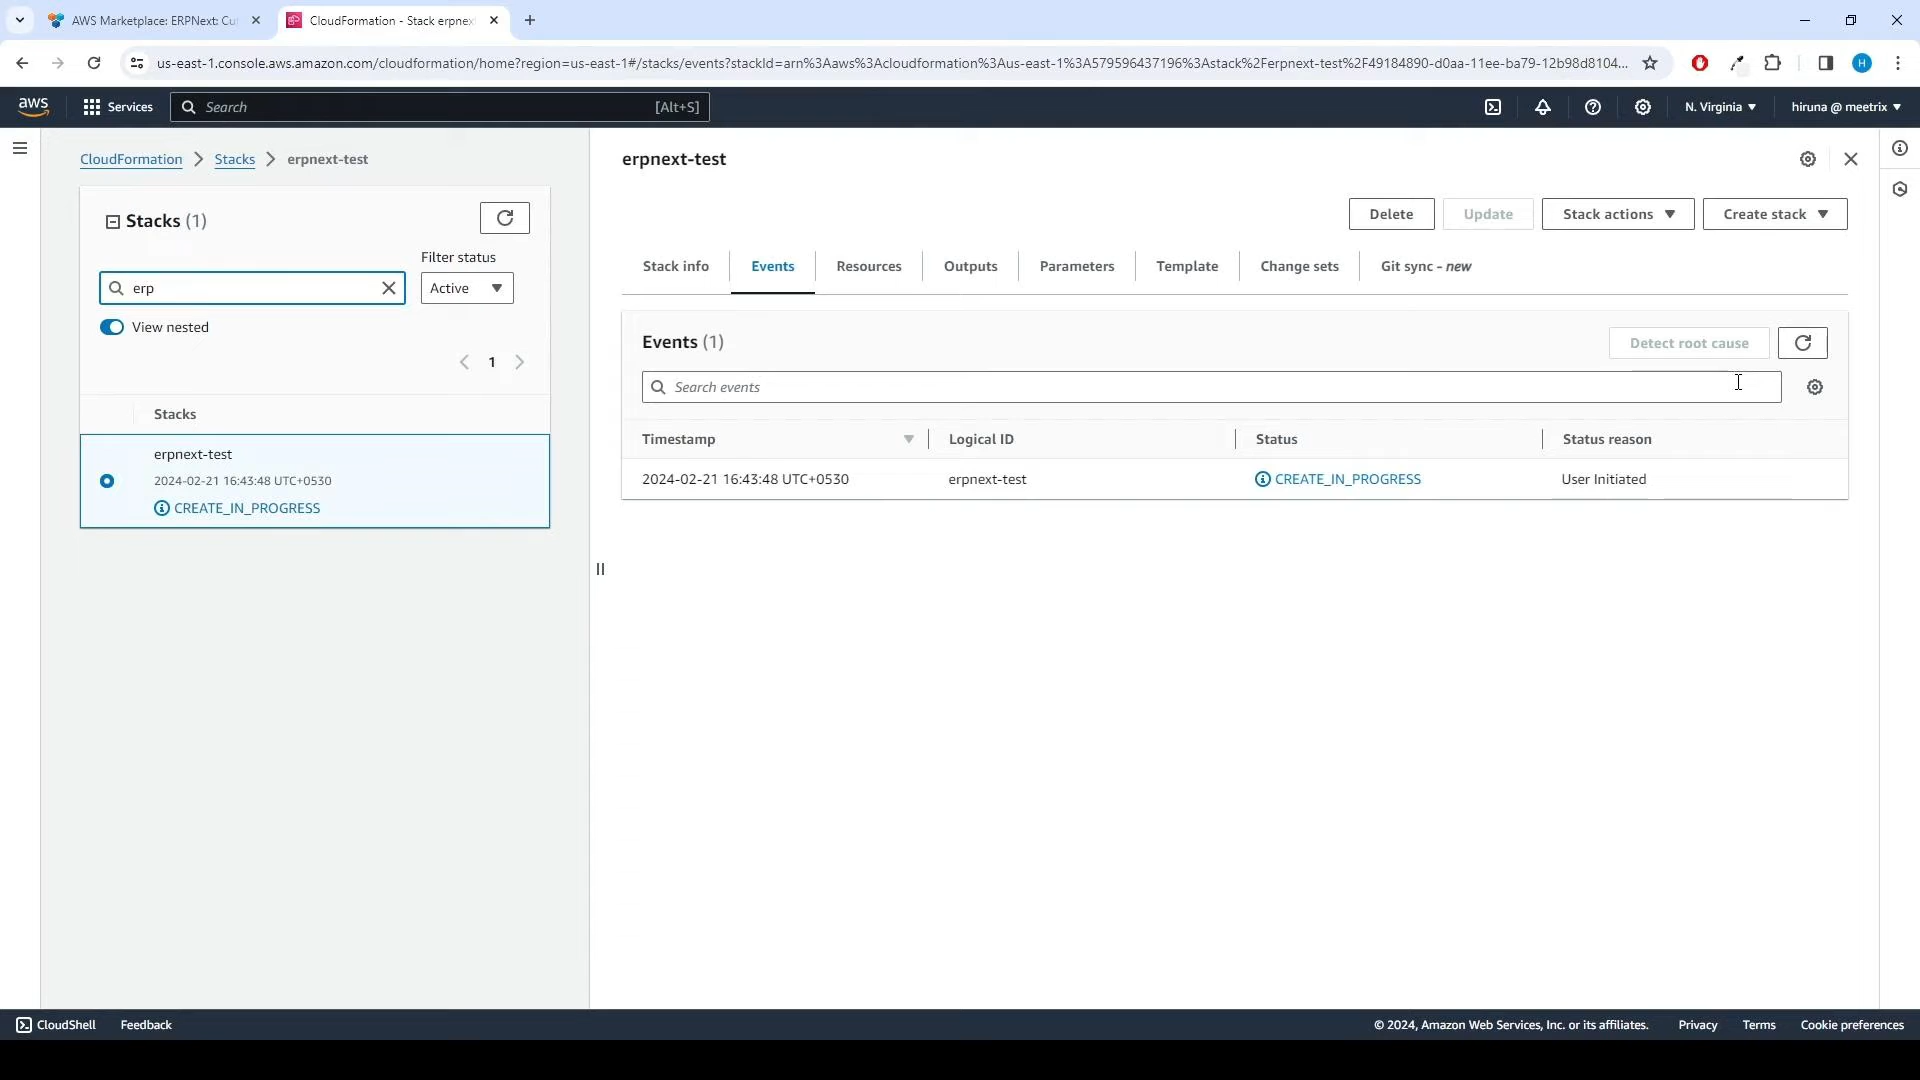 AWS Marketplace: ERPNext: Cu
CloudFormation - Stack erpnex
us-east-1.console.aws.amazon.com/cloudformation/home?region=us-east-1#/stacks/events?stackId=arn%3Aaws%3Acloudformation%3Aus-east-1%3A579596437196%3Astack%2Ferpnext-test%2F49184890-d0aa-11ee-ba79-12b98d8104...
H
aws
Services
Search
[Alt+S]
N. Virginia
hiruna @ meetrix
CloudFormation
Stacks
erpnext-test
Stacks (1)
Filter status
erp
Active
View nested
1
Stacks
erpnext-test
2024-02-21 16:43:48 UTC+0530
CREATE_IN_PROGRESS
erpnext-test
Delete
Update
Stack actions
Create stack
Stack info
Events
Resources
Outputs
Parameters
Template
Change sets
Git sync - new
Events (1)
Detect root cause
Search events
Timestamp
Logical ID
Status
Status reason
2024-02-21 16:43:48 UTC+0530
erpnext-test
CREATE_IN_PROGRESS
User Initiated
CloudShell
Feedback
© 2024, Amazon Web Services, Inc. or its affiliates.
Privacy
Terms
Cookie preferences